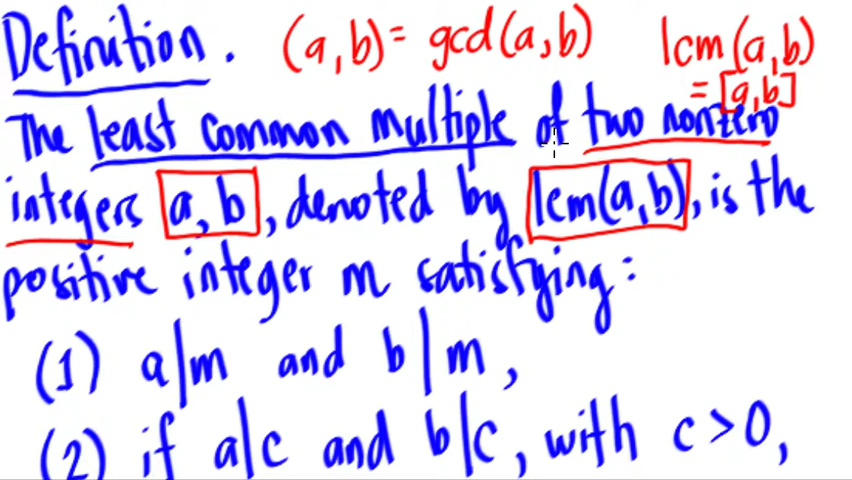 Definition. (a,b) = gcd(a,b) lcm(a,b)
= [a,b]
The least common multiple of two nonzero
integers a, b, denoted by lcm(a,b), is the
positive integer m satisfying:
(1) a|m and b|m,
(2) if a|c and b|c, with c>0,